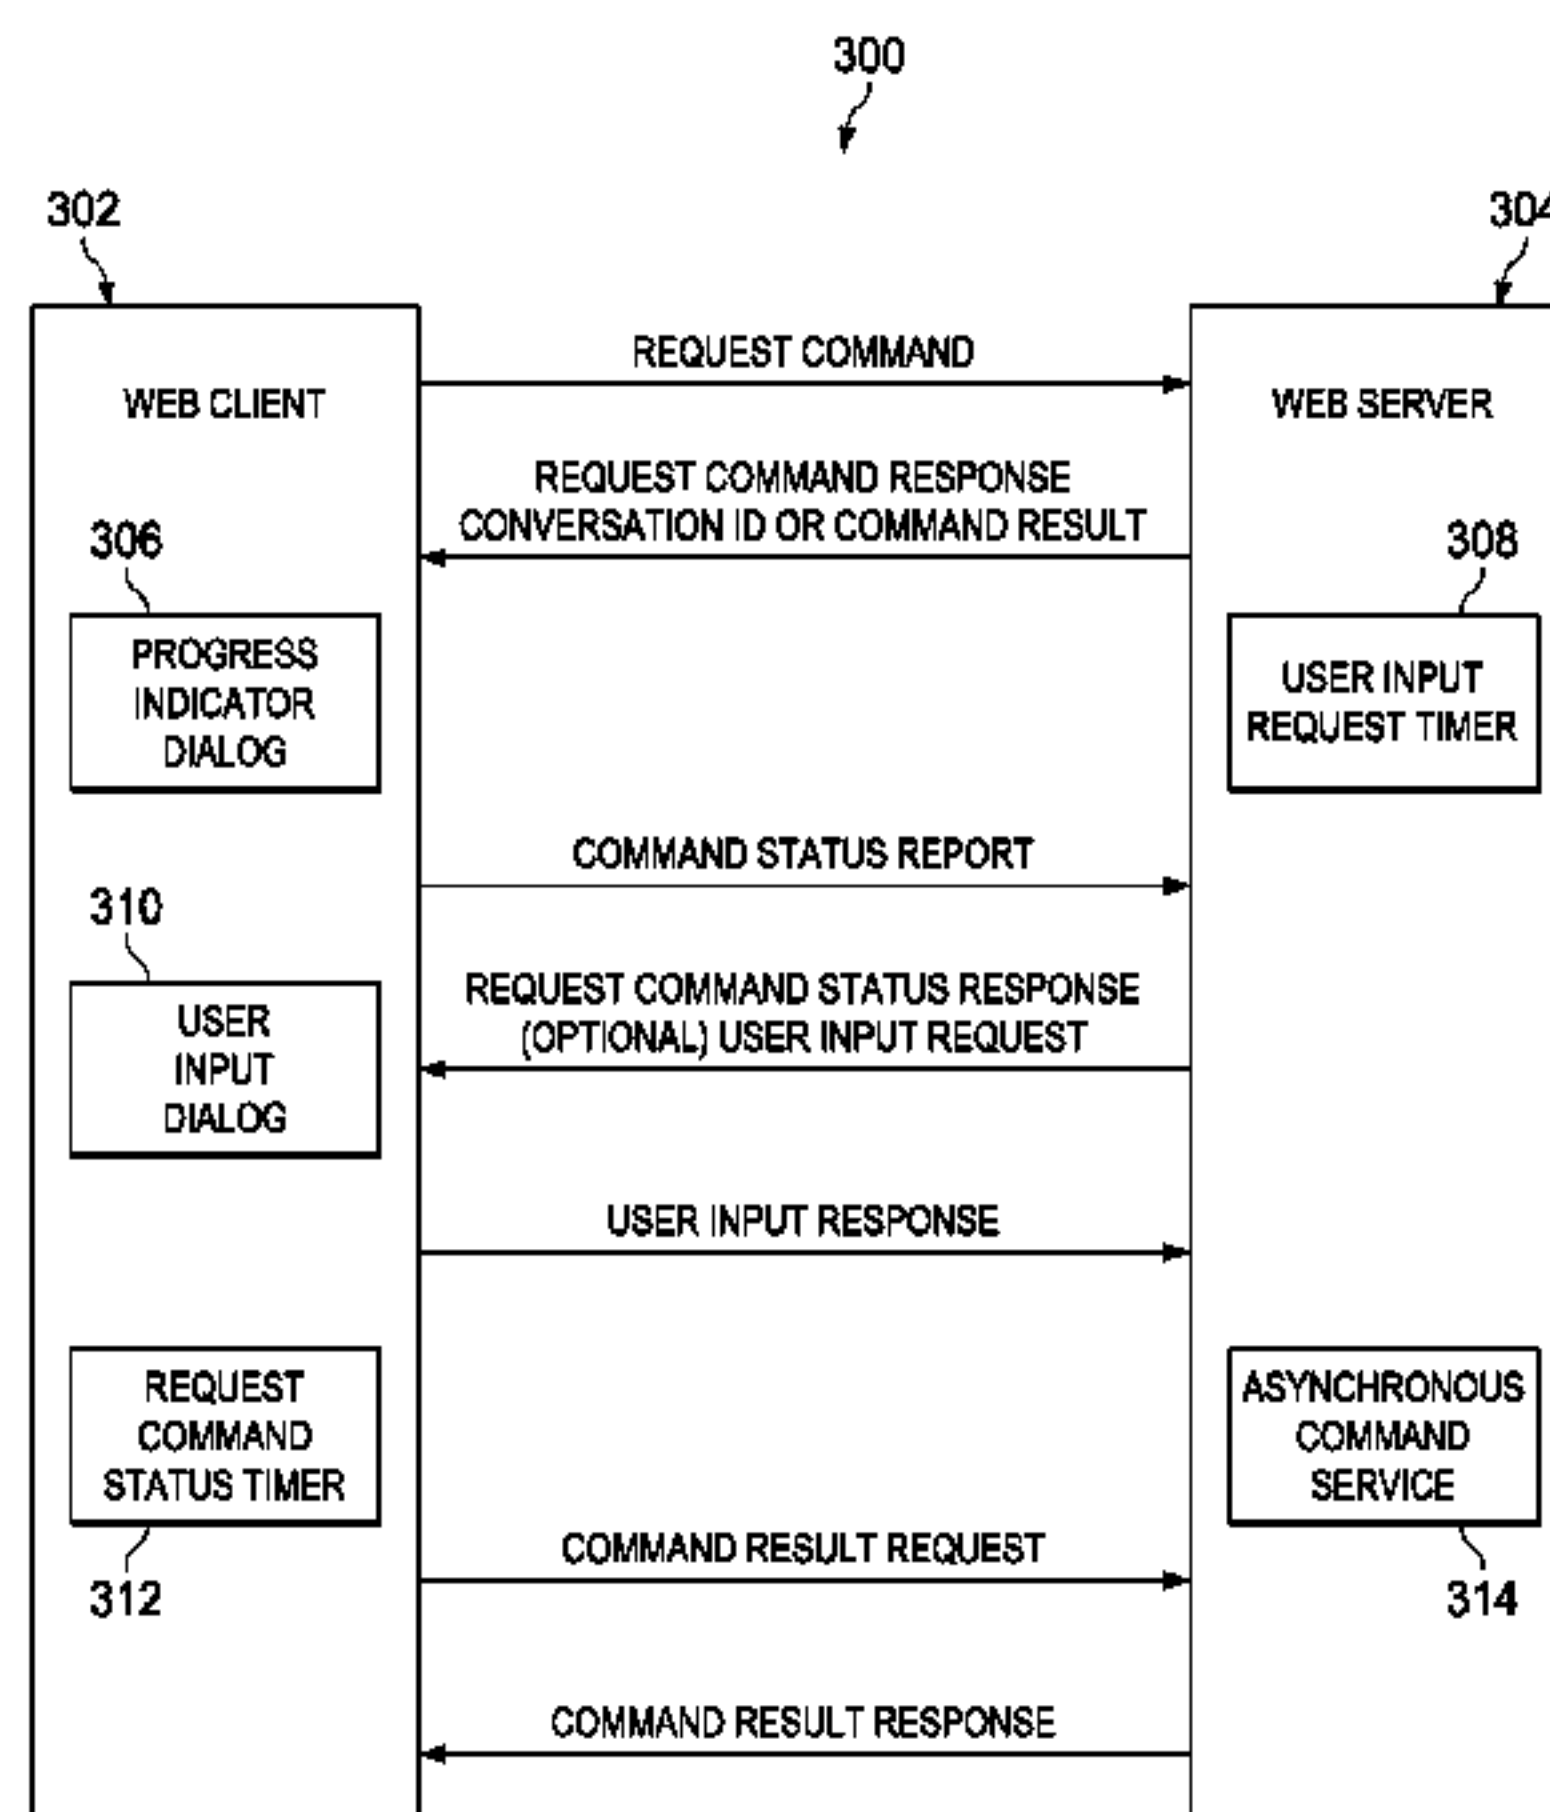 300
302
304
REQUEST COMMAND
WEB CLIENT
WEB SERVER
REQUEST COMMAND RESPONSE
CONVERSATION ID OR COMMAND RESULT
306
308
PROGRESS
INDICATOR
DIALOG
USER INPUT
REQUEST TIMER
COMMAND STATUS REPORT
310
REQUEST COMMAND STATUS RESPONSE
(OPTIONAL) USER INPUT REQUEST
USER
INPUT
DIALOG
USER INPUT RESPONSE
REQUEST
COMMAND
STATUS TIMER
ASYNCHRONOUS
COMMAND
SERVICE
COMMAND RESULT REQUEST
312
314
COMMAND RESULT RESPONSE